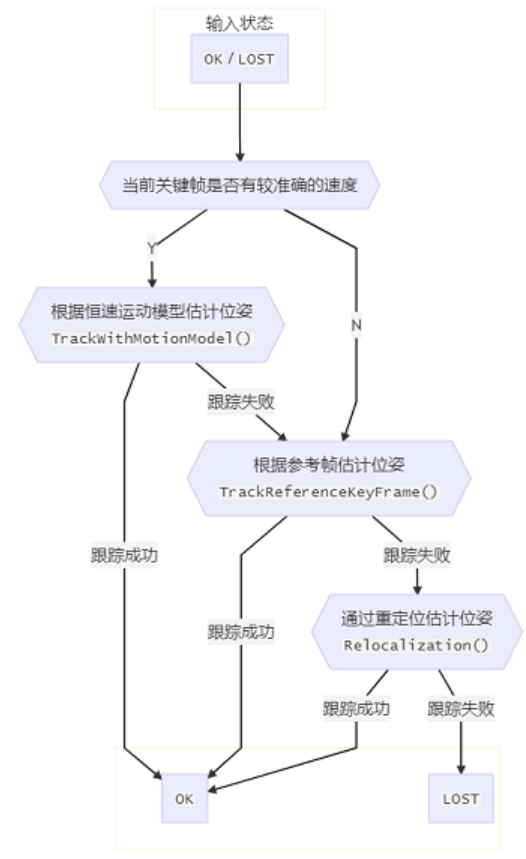 输入状态
OK / LOST
当前关键帧是否有较准确的速度
Y
N
根据恒速运动模型估计位姿
TrackWithMotionModel()
跟踪失败
根据参考帧估计位姿
TrackReferenceKeyFrame()
跟踪成功
跟踪失败
通过重定位估计位姿
Relocalization()
跟踪成功
跟踪成功
跟踪失败
OK
LOST